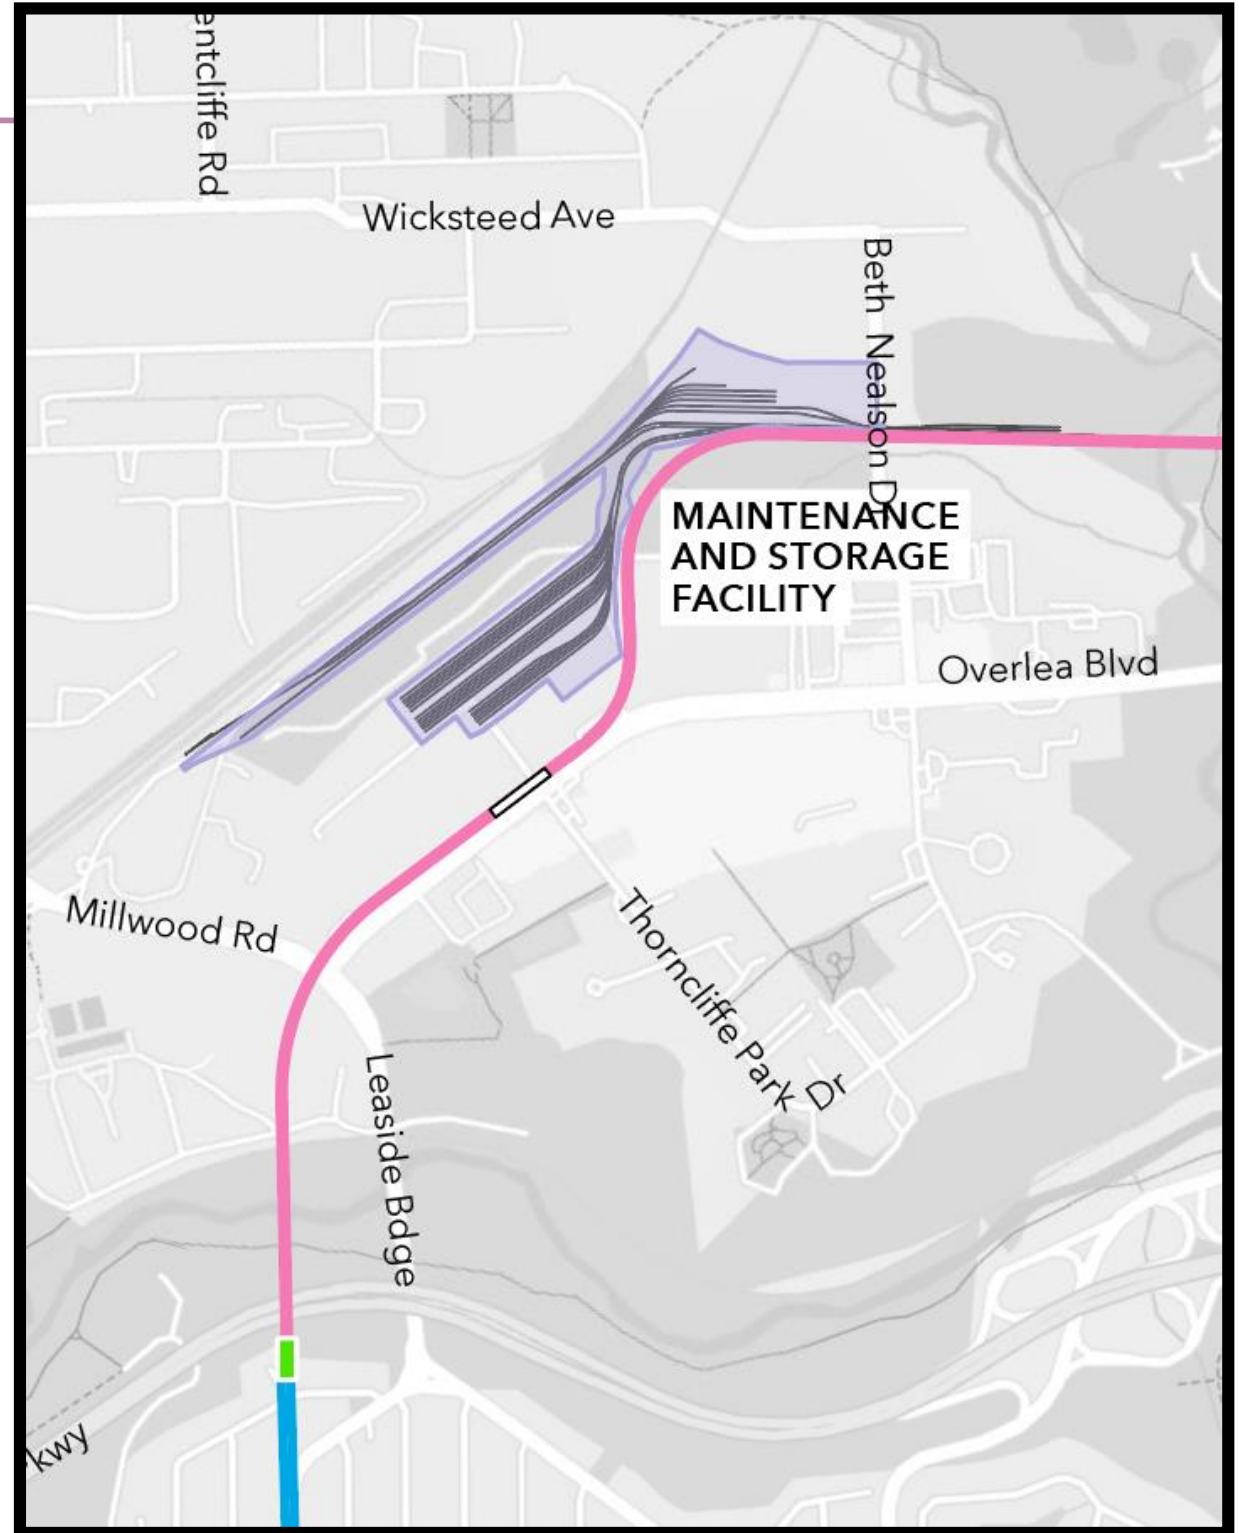 entcliffe Rd
Wicksteed Ave
Beth Nealson Dr
MAINTENANCE
AND STORAGE
FACILITY
Overlea Blvd
Millwood Rd
Thorncliffe Park
Dr
Leaside Bdge
kwy